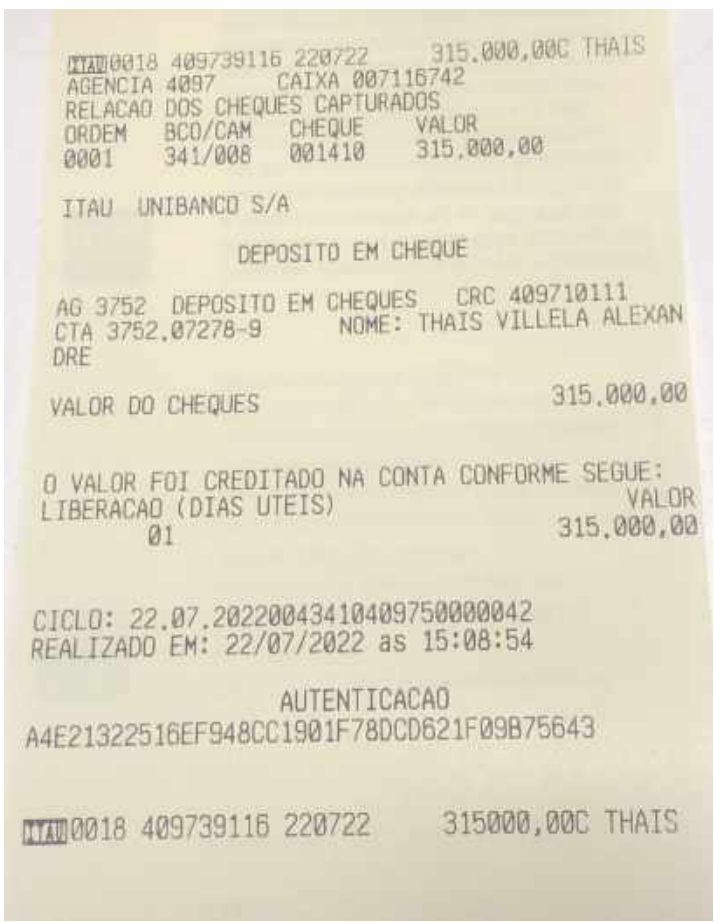 ITAU0018 409739116 220722 315.000,00C THAIS
AGENCIA 4097 CAIXA 007116742
RELACAO DOS CHEQUES CAPTURADOS
ORDEM BCO/CAM CHEQUE VALOR
0001 341/008 001410 315.000,00
ITAU UNIBANCO S/A
DEPOSITO EM CHEQUE
AG 3752 DEPOSITO EM CHEQUES CRC 409710111
CTA 3752.07278-9 NOME: THAIS VILLELA ALEXAN
DRE
VALOR DO CHEQUES 315.000,00
O VALOR FOI CREDITADO NA CONTA CONFORME SEGUE:
LIBERACAO (DIAS UTEIS) VALOR
01 315.000,00
CICLO: 22.07.20220043410409750000042
REALIZADO EM: 22/07/2022 as 15:08:54
AUTENTICACAO
A4E21322516EF948CC1901F78DCD621F09B75643
ITAU0018 409739116 220722 315000,00C THAIS